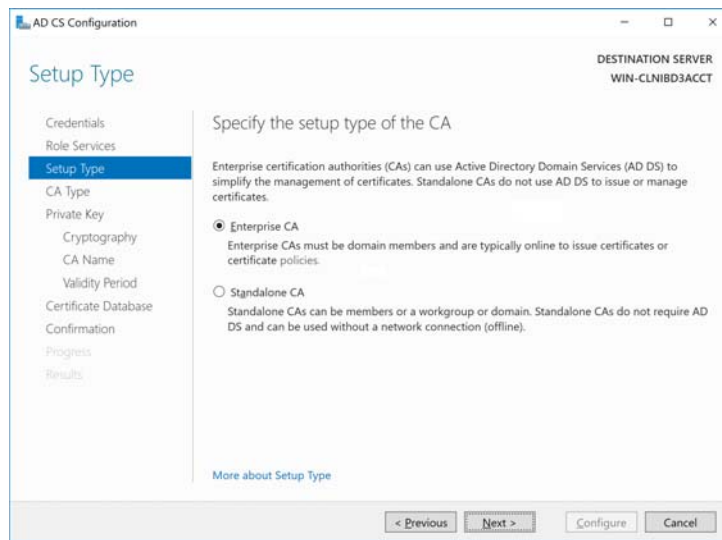 AD CS Configuration
DESTINATION SERVER
WIN-CLNIBD3ACCT
Setup Type
Credentials
Role Services
Setup Type
CA Type
Private Key
Cryptography
CA Name
Validity Period
Certificate Database
Confirmation
Progress
Results
Specify the setup type of the CA
Enterprise certification authorities (CAs) can use Active Directory Domain Services (AD DS) to
simplify the management of certificates. Standalone CAs do not use AD DS to issue or manage
certificates.
Enterprise CA
Enterprise CAs must be domain members and are typically online to issue certificates or
certificate policies.
Standalone CA
Standalone CAs can be members or a workgroup or domain. Standalone CAs do not require AD
DS and can be used without a network connection (offline).
More about Setup Type
< Previous
Next >
Configure
Cancel